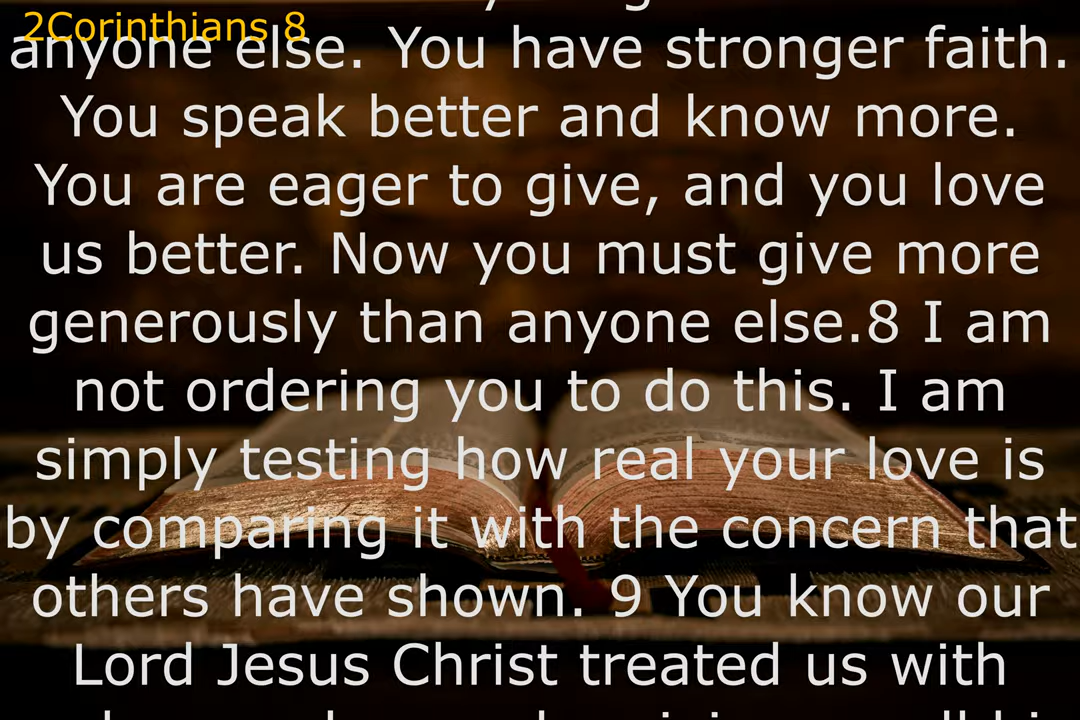 2Corinthians 8
anyone else. You have stronger faith.
You speak better and know more.
You are eager to give, and you love
us better. Now you must give more
generously than anyone else.8 I am
not ordering you to do this. I am
simply testing how real your love is
by comparing it with the concern that
others have shown. 9 You know our
Lord Jesus Christ treated us with